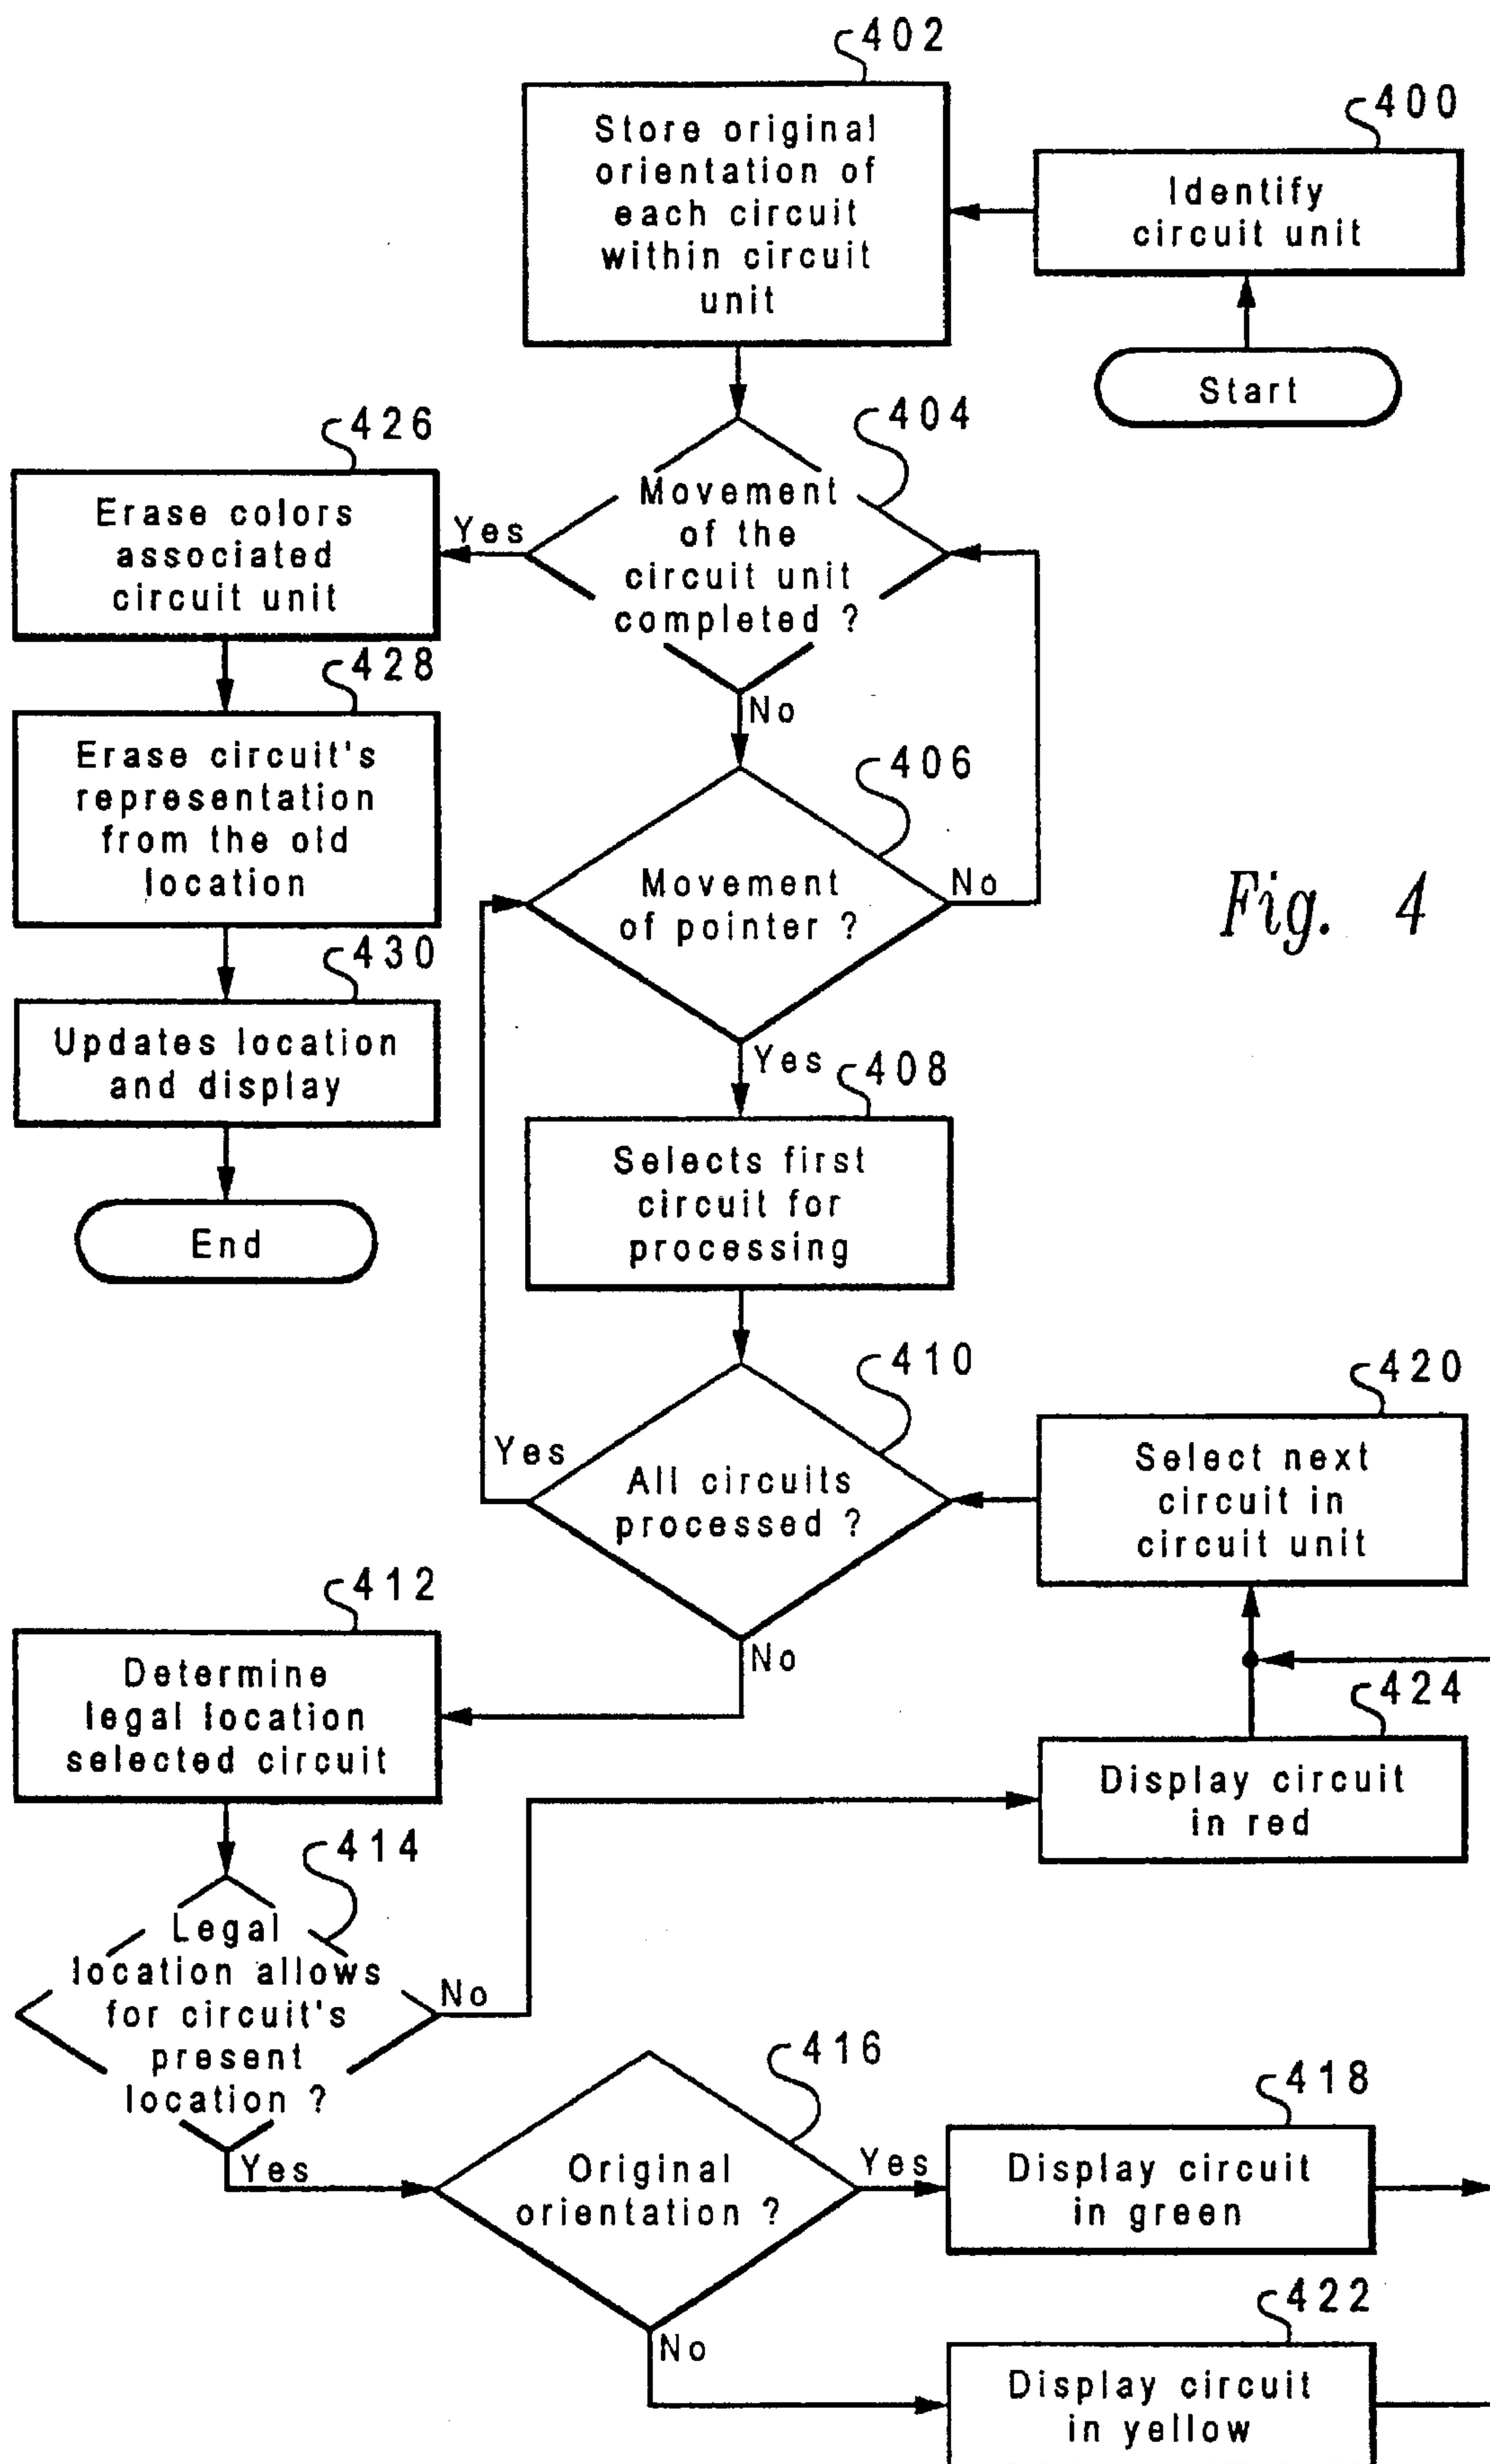 402
Store original
orientation of
each circuit
within circuit
unit
400
Identify
circuit unit
Start
404
Movement
of the
circuit unit
completed ?
Yes
No
426
Erase colors
associated
circuit unit
428
Erase circuit's
representation
from the old
location
430
Updates location
and display
End
406
Movement
of pointer ?
No
Yes
Fig. 4
408
Selects first
circuit for
processing
410
All circuits
processed ?
Yes
No
420
Select next
circuit in
circuit unit
412
Determine
legal location
selected circuit
424
Display circuit
in red
414
Legal
location allows
for circuit's
present
location ?
No
Yes
416
Original
orientation ?
Yes
No
418
Display circuit
in green
422
Display circuit
in yellow